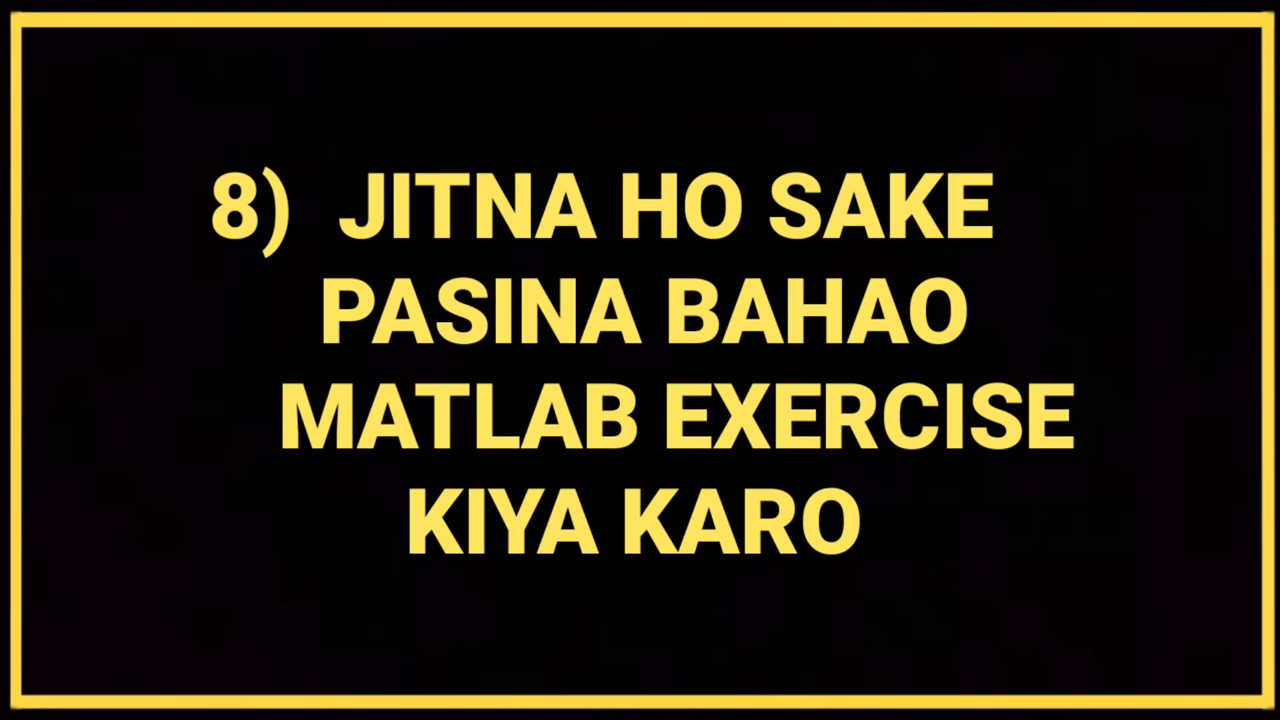 8) JITNA HO SAKE
PASINA BAHAO
MATLAB EXERCISE
KIYA KARO